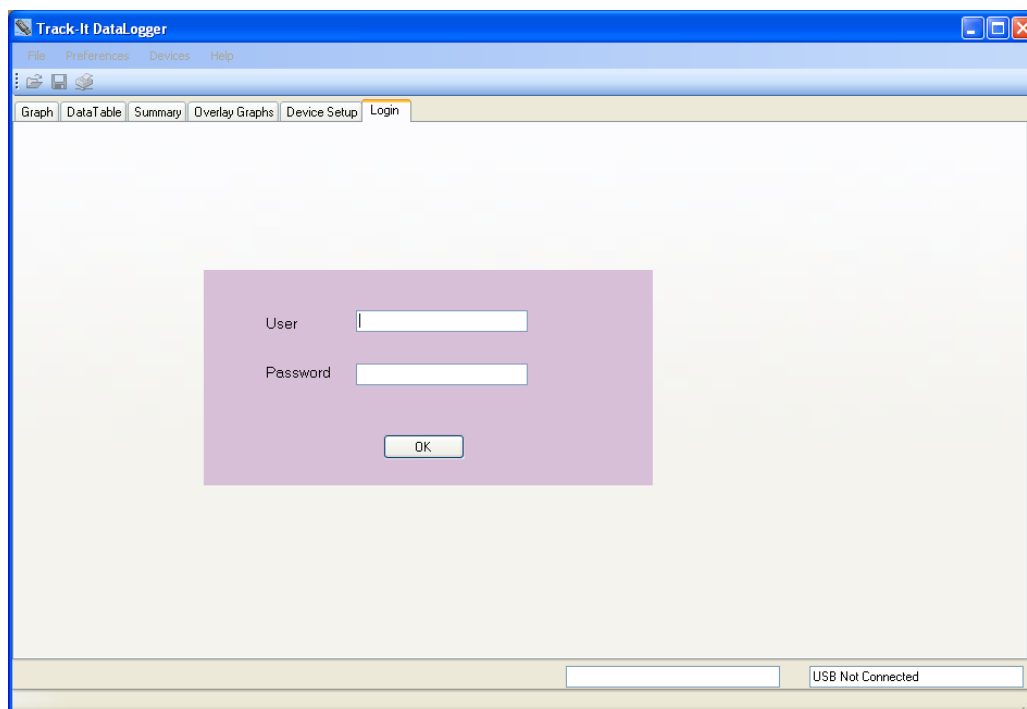 Track-It DataLogger
File Preferences Devices Help
Graph DataTable Summary Overlay Graphs Device Setup Login
User
Password
OK
USB Not Connected